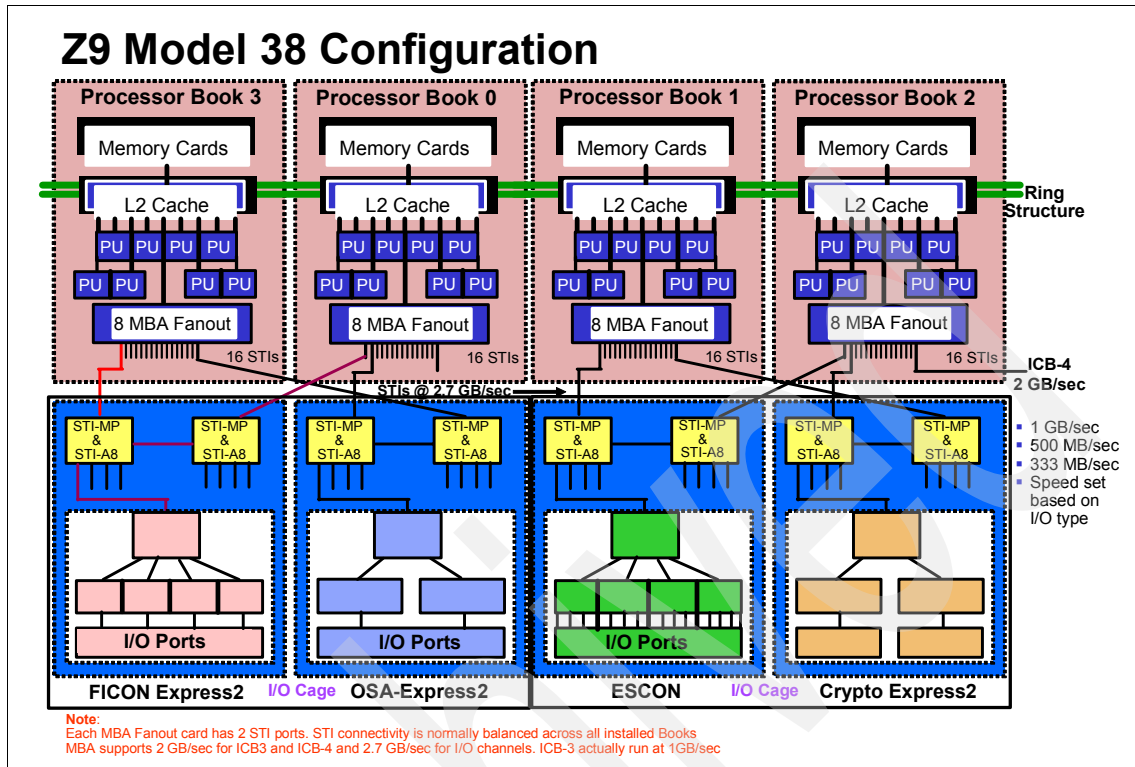 Z9 Model 38 Configuration
Processor Book 3
Processor Book 0
Processor Book 1
Processor Book 2
Memory Cards
Memory Cards
Memory Cards
Memory Cards
L2 Cache
L2 Cache
L2 Cache
L2 Cache
Ring
Structure
PU PU PU PU
PU PU PU PU
PU PU PU PU
PU PU PU PU
PU PU PU PU
PU PU PU PU
PU PU PU PU
PU PU PU PU
8 MBA Fanout
8 MBA Fanout
8 MBA Fanout
8 MBA Fanout
16 STIs
16 STIs
16 STIs
16 STIs
ICB-4
2 GB/sec
STIs @ 2.7 GB/sec
STI-MP
&
STI-A8
STI-MP
&
STI-A8
STI-MP
&
STI-A8
STI-MP
&
STI-A8
STI-MP
&
STI-A8
STI-MP
&
STI-A8
STI-MP
&
STI-A8
STI-MP
&
STI-A8
▪ 1 GB/sec
▪ 500 MB/sec
▪ 333 MB/sec
▪ Speed set
based on
I/O type
I/O Ports
I/O Ports
I/O Ports
FICON Express2
I/O Cage
OSA-Express2
ESCON
I/O Cage
Crypto Express2
Note:
Each MBA Fanout card has 2 STI ports. STI connectivity is normally balanced across all installed Books
MBA supports 2 GB/sec for ICB3 and ICB-4 and 2.7 GB/sec for I/O channels. ICB-3 actually run at 1GB/sec